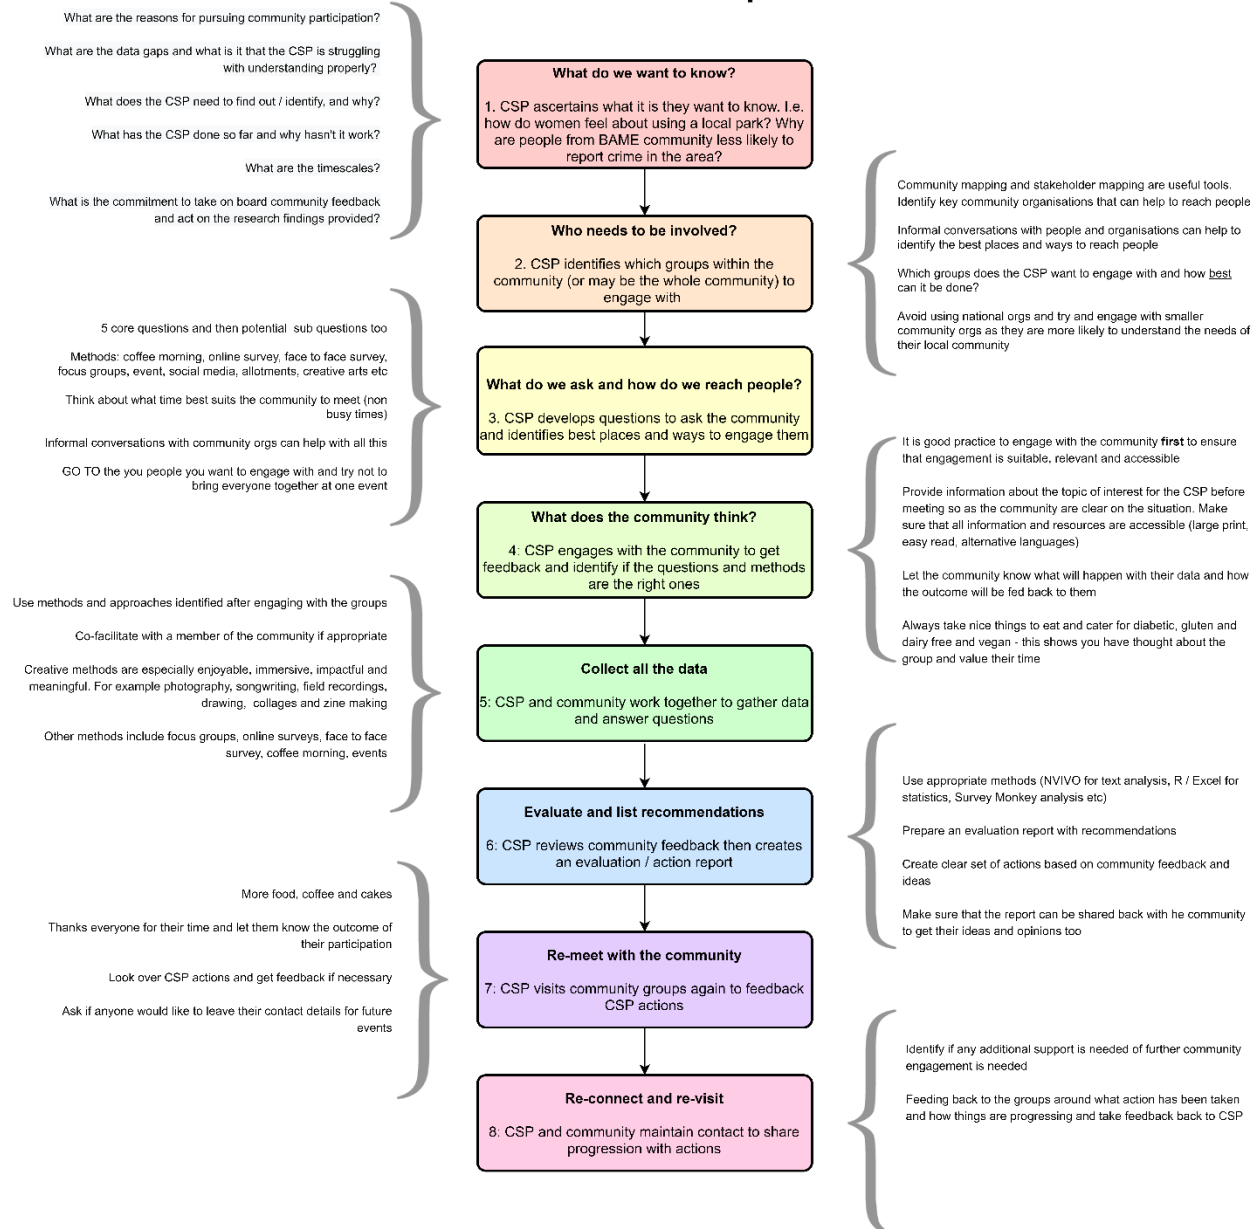 What are the reasons for pursuing community participation?
What are the data gaps and what is it that the CSP is struggling
with understanding properly?
What does the CSP need to find out / identify, and why?
What has the CSP done so far and why hasn't it work?
What are the timescales?
What is the commitment to take on board community feedback
and act on the research findings provided?
What do we want to know?
1. CSP ascertains what it is they want to know. I.e.
how do women feel about using a local park? Why
are people from BAME community less likely to
report crime in the area?
Who needs to be involved?
2. CSP identifies which groups within the
community (or may be the whole community) to
engage with
Community mapping and stakeholder mapping are useful tools.
Identify key community organisations that can help to reach people
Informal conversations with people and organisations can help to
identify the best places and ways to reach people
Which groups does the CSP want to engage with and how best
can it be done?
Avoid using national orgs and try and engage with smaller
community orgs as they are more likely to understand the needs of
their local community
5 core questions and then potential sub questions too
Methods: coffee morning, online survey, face to face survey,
focus groups, event, social media, allotments, creative arts etc
Think about what time best suits the community to meet (non
busy times)
Informal conversations with community orgs can help with all this
GO TO the you people you want to engage with and try not to
bring everyone together at one event
What do we ask and how do we reach people?
3. CSP develops questions to ask the community
and identifies best places and ways to engage them
What does the community think?
4: CSP engages with the community to get
feedback and identify if the questions and methods
are the right ones
It is good practice to engage with the community first to ensure
that engagement is suitable, relevant and accessible
Provide information about the topic of interest for the CSP before
meeting so as the community are clear on the situation. Make
sure that all information and resources are accessible (large print,
easy read, alternative languages)
Let the community know what will happen with their data and how
the outcome will be fed back to them
Always take nice things to eat and cater for diabetic, gluten and
dairy free and vegan - this shows you have thought about the
group and value their time
Use methods and approaches identified after engaging with the groups
Co-facilitate with a member of the community if appropriate
Creative methods are especially enjoyable, immersive, impactful and
meaningful. For example photography, songwriting, field recordings,
drawing, collages and zine making
Other methods include focus groups, online surveys, face to face
survey, coffee morning, events
Collect all the data
5: CSP and community work together to gather data
and answer questions
Evaluate and list recommendations
6: CSP reviews community feedback then creates
an evaluation / action report
Use appropriate methods (NVIVO for text analysis, R / Excel for
statistics, Survey Monkey analysis etc)
Prepare an evaluation report with recommendations
Create clear set of actions based on community feedback and
ideas
Make sure that the report can be shared back with he community
to get their ideas and opinions too
More food, coffee and cakes
Thanks everyone for their time and let them know the outcome of
their participation
Look over CSP actions and get feedback if necessary
Ask if anyone would like to leave their contact details for future
events
Re-meet with the community
7: CSP visits community groups again to feedback
CSP actions
Re-connect and re-visit
8: CSP and community maintain contact to share
progression with actions
Identify if any additional support is needed of further community
engagement is needed
Feeding back to the groups around what action has been taken
and how things are progressing and take feedback back to CSP